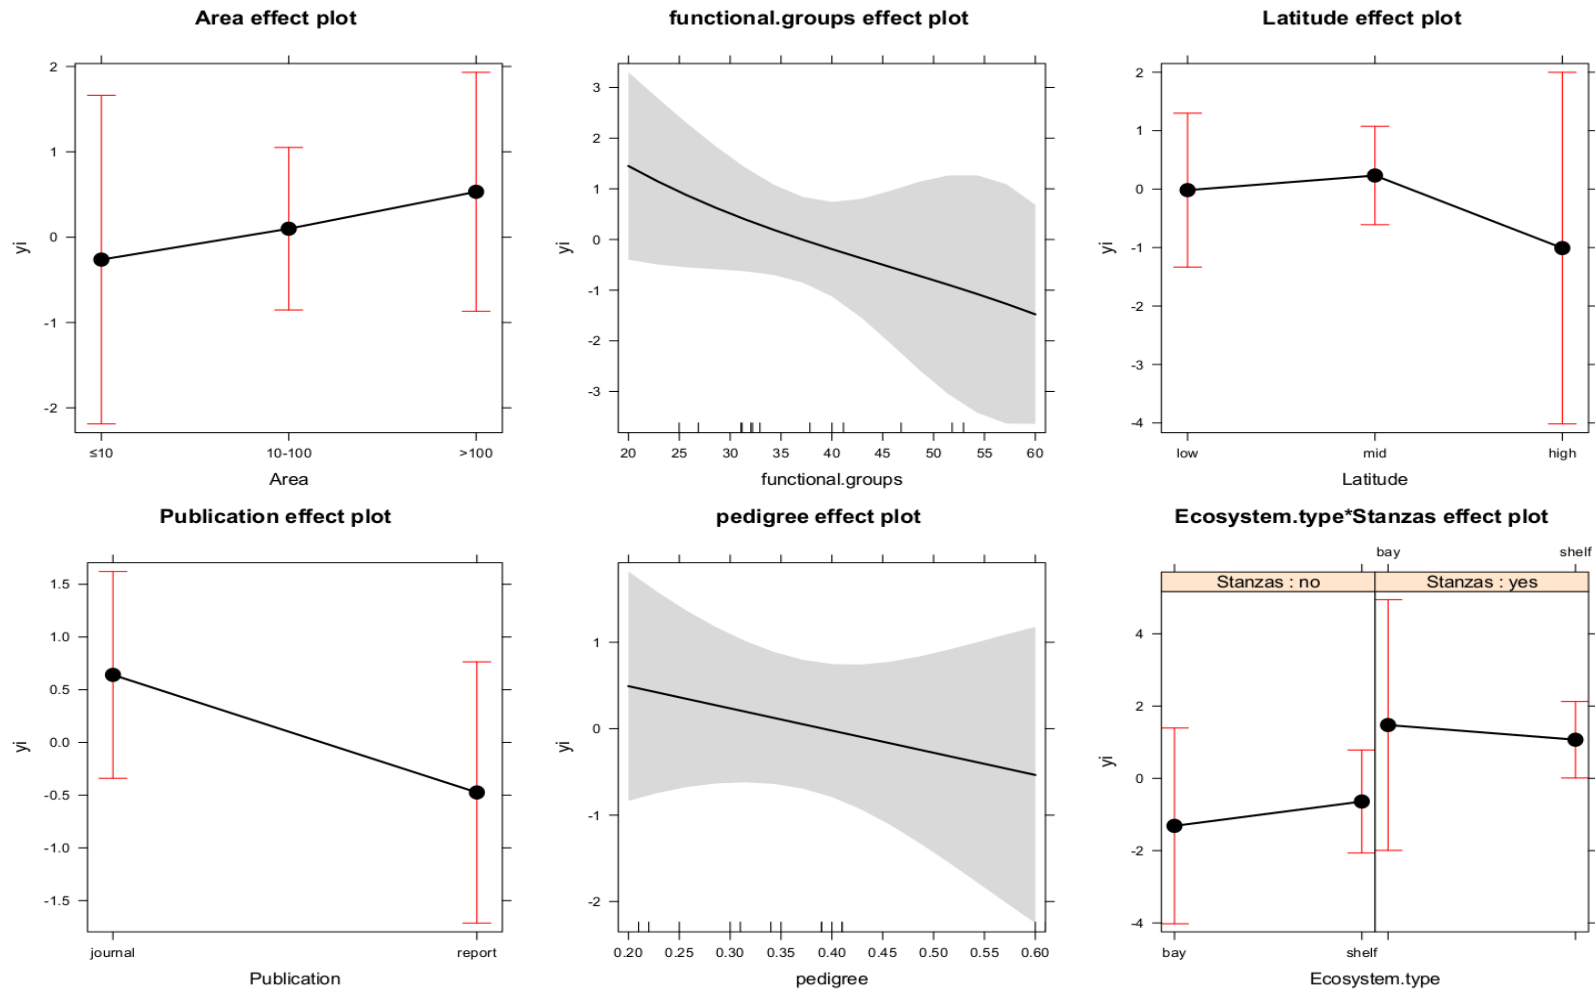 Area effect plot
2
1
0
-1
-2
yi
≤10 10-100 >100
Area
functional.groups effect plot
3
2
1
0
-1
-2
-3
yi
20 25 30 35 40 45 50 55 60
functional.groups
Latitude effect plot
2
1
0
-1
-2
-3
-4
yi
low mid high
Latitude
Publication effect plot
1.5
1.0
0.5
0.0
-0.5
-1.0
-1.5
yi
journal report
Publication
pedigree effect plot
1
0
-1
-2
yi
0.20 0.25 0.30 0.35 0.40 0.45 0.50 0.55 0.60
pedigree
Ecosystem.type*Stanzas effect plot
bay shelf
Stanzas : no Stanzas : yes
4
2
0
-2
-4
yi
bay shelf
Ecosystem.type